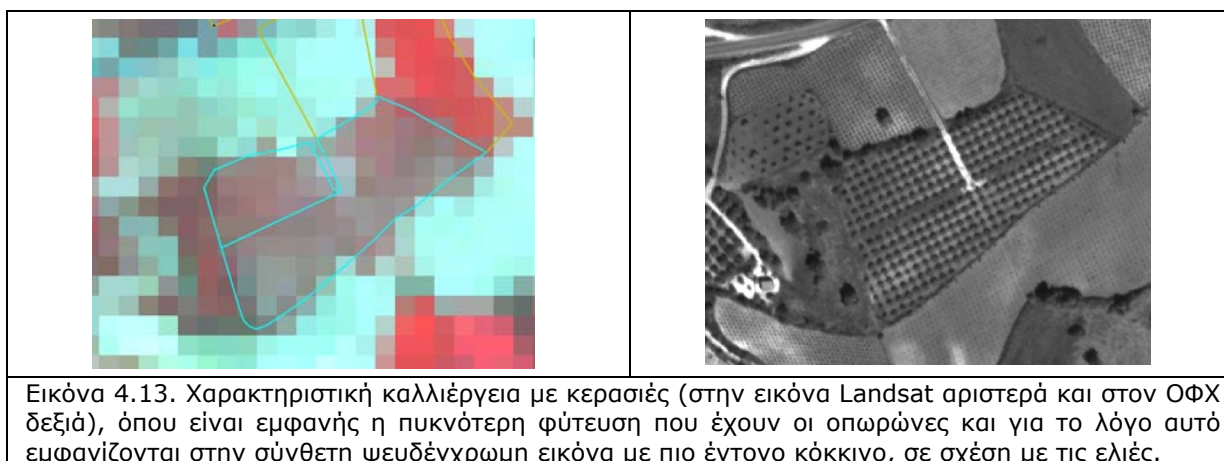 Εικόνα 4.13. Χαρακτηριστική καλλιέργεια με κερασιές (στην εικόνα Landsat αριστερά και στον ΟΦΧ
δεξιά), όπου είναι εμφανής η πυκνότερη φύτευση που έχουν οι οπωρώνες και για το λόγο αυτό
εμφανίζονται στην σύνθετη ψευδένχρωμη εικόνα με πιο έντονο κόκκινο, σε σχέση με τις ελιές.